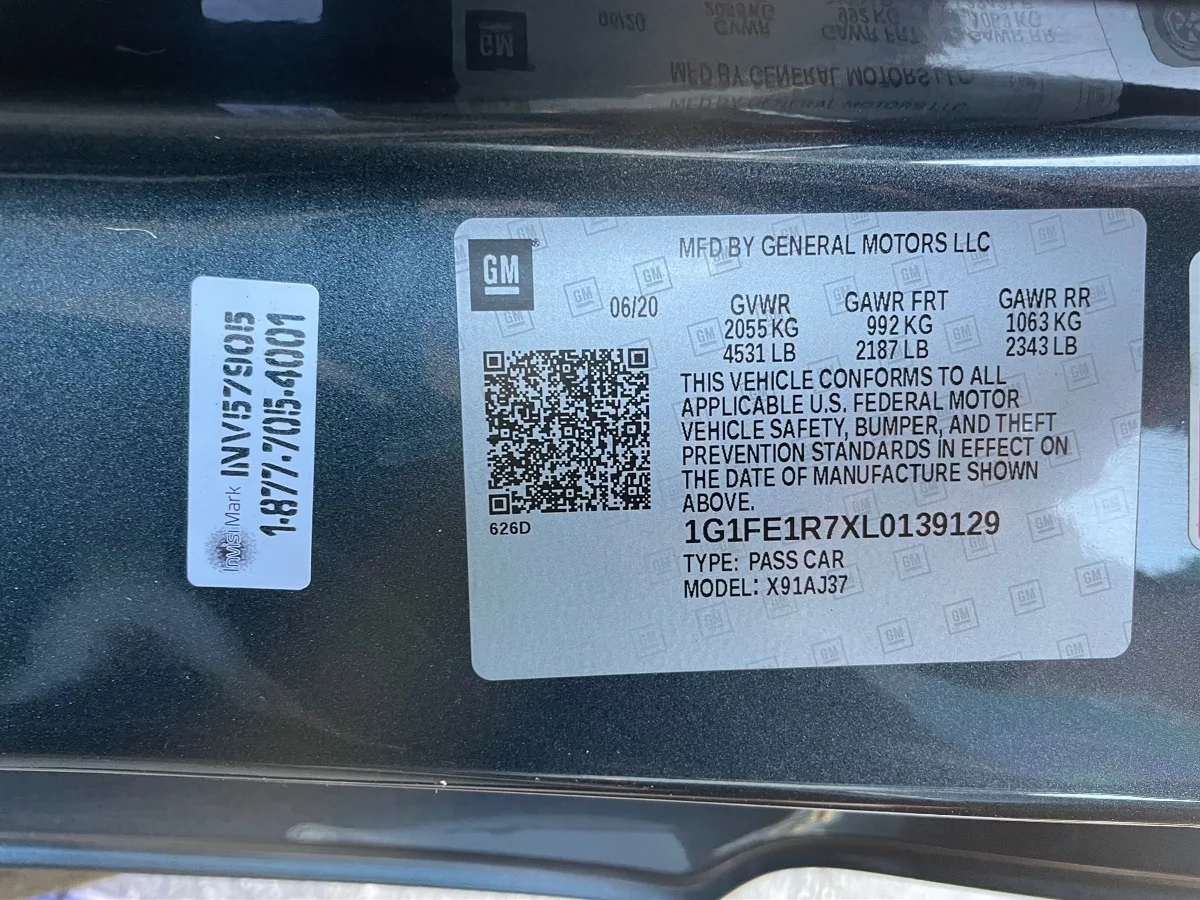 InvisiMark
INV157905
1-877-705-4001
GM
MFD BY GENERAL MOTORS LLC
06/20
GVWR GAWR FRT GAWR RR
2055 KG 992 KG 1063 KG
4531 LB 2187 LB 2343 LB
THIS VEHICLE CONFORMS TO ALL
APPLICABLE U.S. FEDERAL MOTOR
VEHICLE SAFETY, BUMPER, AND THEFT
PREVENTION STANDARDS IN EFFECT ON
THE DATE OF MANUFACTURE SHOWN
ABOVE.
626D
1G1FE1R7XL0139129
TYPE: PASS CAR
MODEL: X91AJ37